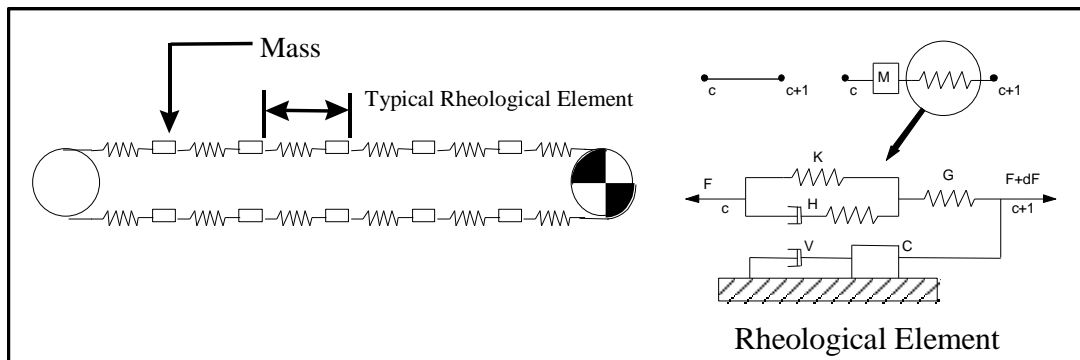 Mass
Typical Rheological Element
M
c
c+1
c
c+1
K
G
F
F+dF
H
c
c+1
V
C
Rheological Element